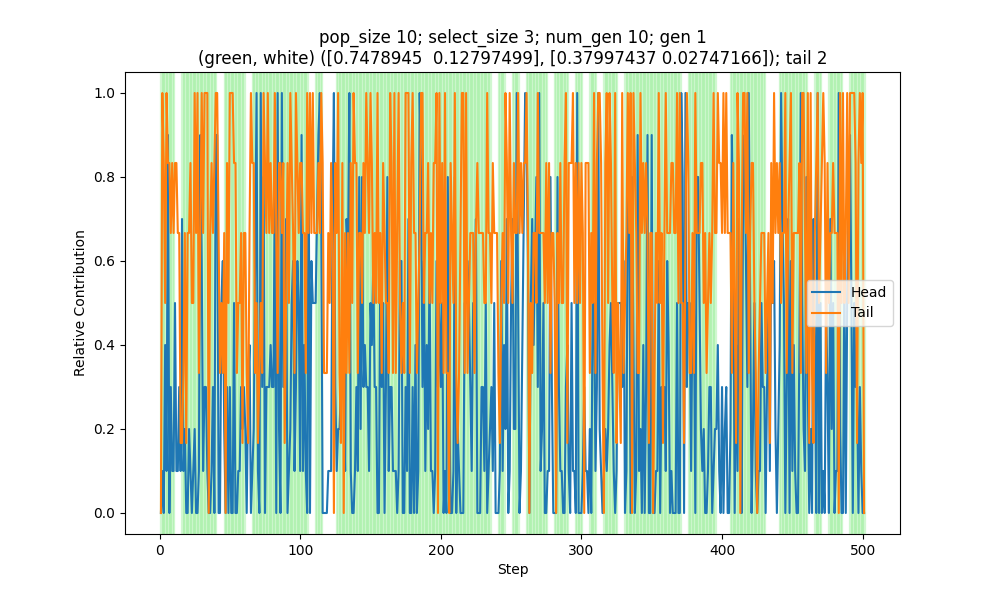 pop_size 10; select_size 3; num_gen 10; gen 1
(green, white) ([0.7478945  0.12797499], [0.37997437 0.02747166]); tail 2
Relative Contribution
1.0
0.8
0.6
0.4
0.2
0.0
Head
Tail
0
100
200
300
400
500
Step